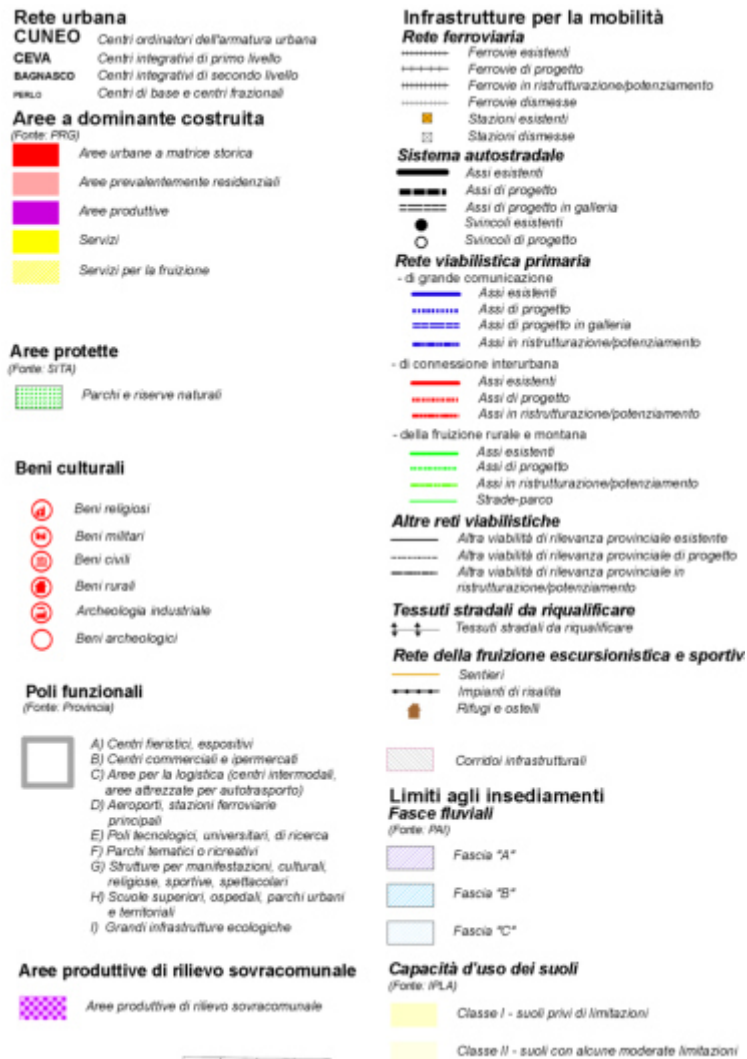 Rete urbana
CUNEO Centri ordinatori dell'armatura urbana
CEVA Centri integrativi di primo livello
BAGNASCO Centri integrativi di secondo livello
PERLO Centri di base e centri frazionali
Aree a dominante costruita
(Fonte: PRG)
Aree urbane a matrice storica
Aree prevalentemente residenziali
Aree produttive
Servizi
Servizi per la fruizione
Aree protette
(Fonte: SITA)
Parchi e riserve naturali
Beni culturali
Beni religiosi
Beni militari
Beni civili
Beni rurali
Archeologia industriale
Beni archeologici
Poli funzionali
(Fonte: Provincia)
A) Centri fieristici, espositivi
B) Centri commerciali e ipermercati
C) Aree per la logistica (centri intermodali,
aree attrezzate per autotrasporto)
D) Aeroporti, stazioni ferroviarie
principali
E) Poli tecnologici, universitari, di ricerca
F) Parchi tematici o ricreativi
G) Strutture per manifestazioni, culturali,
religiose, sportive, spettacolari
H) Scuole superiori, ospedali, parchi urbani
e territoriali
I) Grandi infrastrutture ecologiche
Aree produttive di rilievo sovracomunale
Aree produttive di rilievo sovracomunale
Infrastrutture per la mobilità
Rete ferroviaria
Ferrovie esistenti
Ferrovie di progetto
Ferrovie in ristrutturazione/potenziamento
Ferrovie dismesse
Stazioni esistenti
Stazioni dismesse
Sistema autostradale
Assi esistenti
Assi di progetto
Assi di progetto in galleria
Svincoli esistenti
Svincoli di progetto
Rete viabilistica primaria
- di grande comunicazione
Assi esistenti
Assi di progetto
Assi di progetto in galleria
Assi in ristrutturazione/potenziamento
- di connessione interurbana
Assi esistenti
Assi di progetto
Assi in ristrutturazione/potenziamento
- della fruizione rurale e montana
Assi esistenti
Assi di progetto
Assi in ristrutturazione/potenziamento
Strade-parco
Altre reti viabilistiche
Altra viabilità di rilevanza provinciale esistente
Altra viabilità di rilevanza provinciale di progetto
Altra viabilità di rilevanza provinciale in
ristrutturazione/potenziamento
Tessuti stradali da riqualificare
Tessuti stradali da riqualificare
Rete della fruizione escursionistica e sportiv
Sentieri
Impianti di risalita
Rifugi e ostelli
Corridoi infrastrutturali
Limiti agli insediamenti
Fasce fluviali
(Fonte: PAI)
Fascia "A"
Fascia "B"
Fascia "C"
Capacità d'uso dei suoli
(Fonte: IPLA)
Classe I - suoli privi di limitazioni
Classe II - suoli con alcune moderate limitazioni